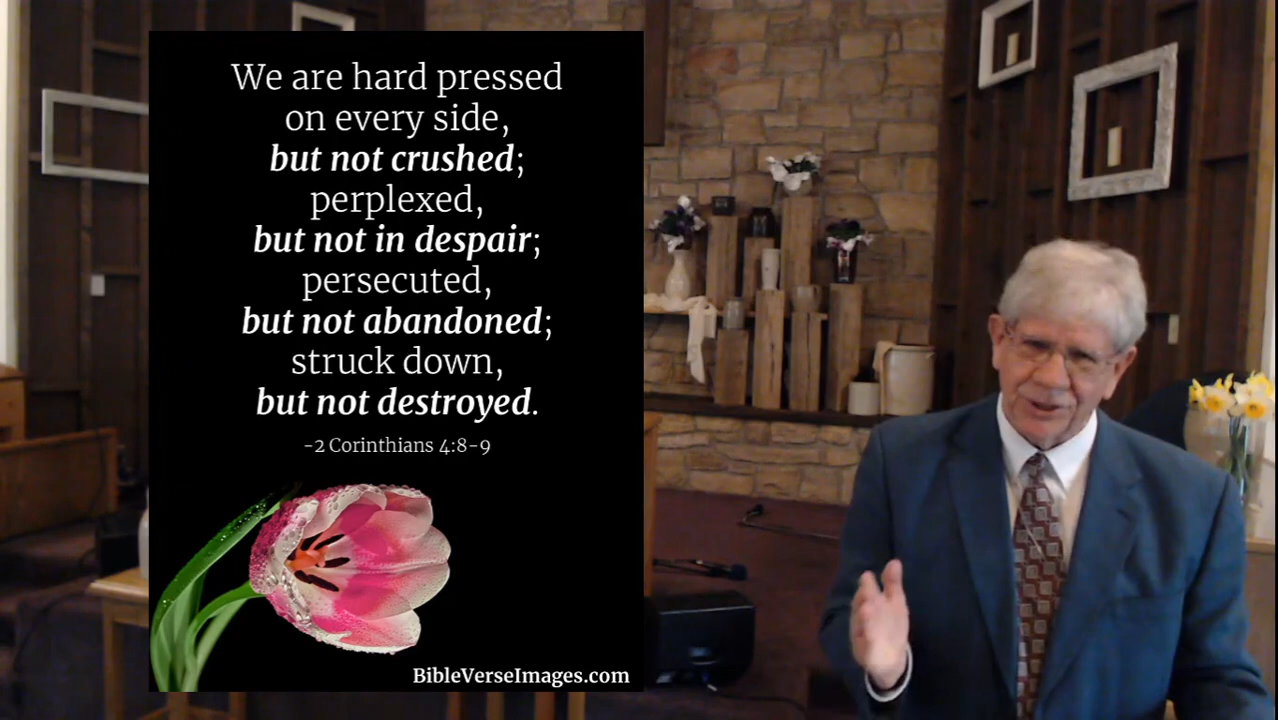 We are hard pressed
on every side,
but not crushed;
perplexed,
but not in despair;
persecuted,
but not abandoned;
struck down,
but not destroyed.
-2 Corinthians 4:8-9
BibleVerseImages.com